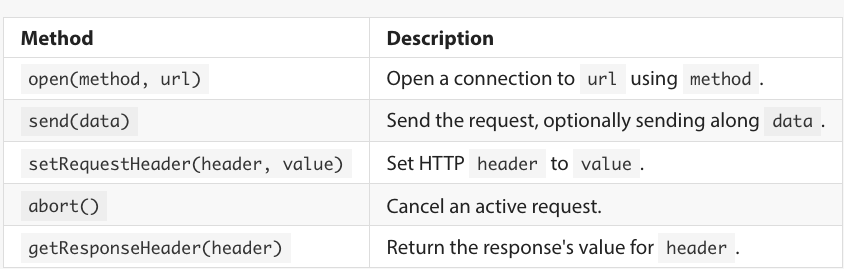 Method Description
open(method, url) Open a connection to url using method.
send(data) Send the request, optionally sending along data.
setRequestHeader(header, value) Set HTTP header to value.
abort() Cancel an active request.
getResponseHeader(header) Return the response's value for header.